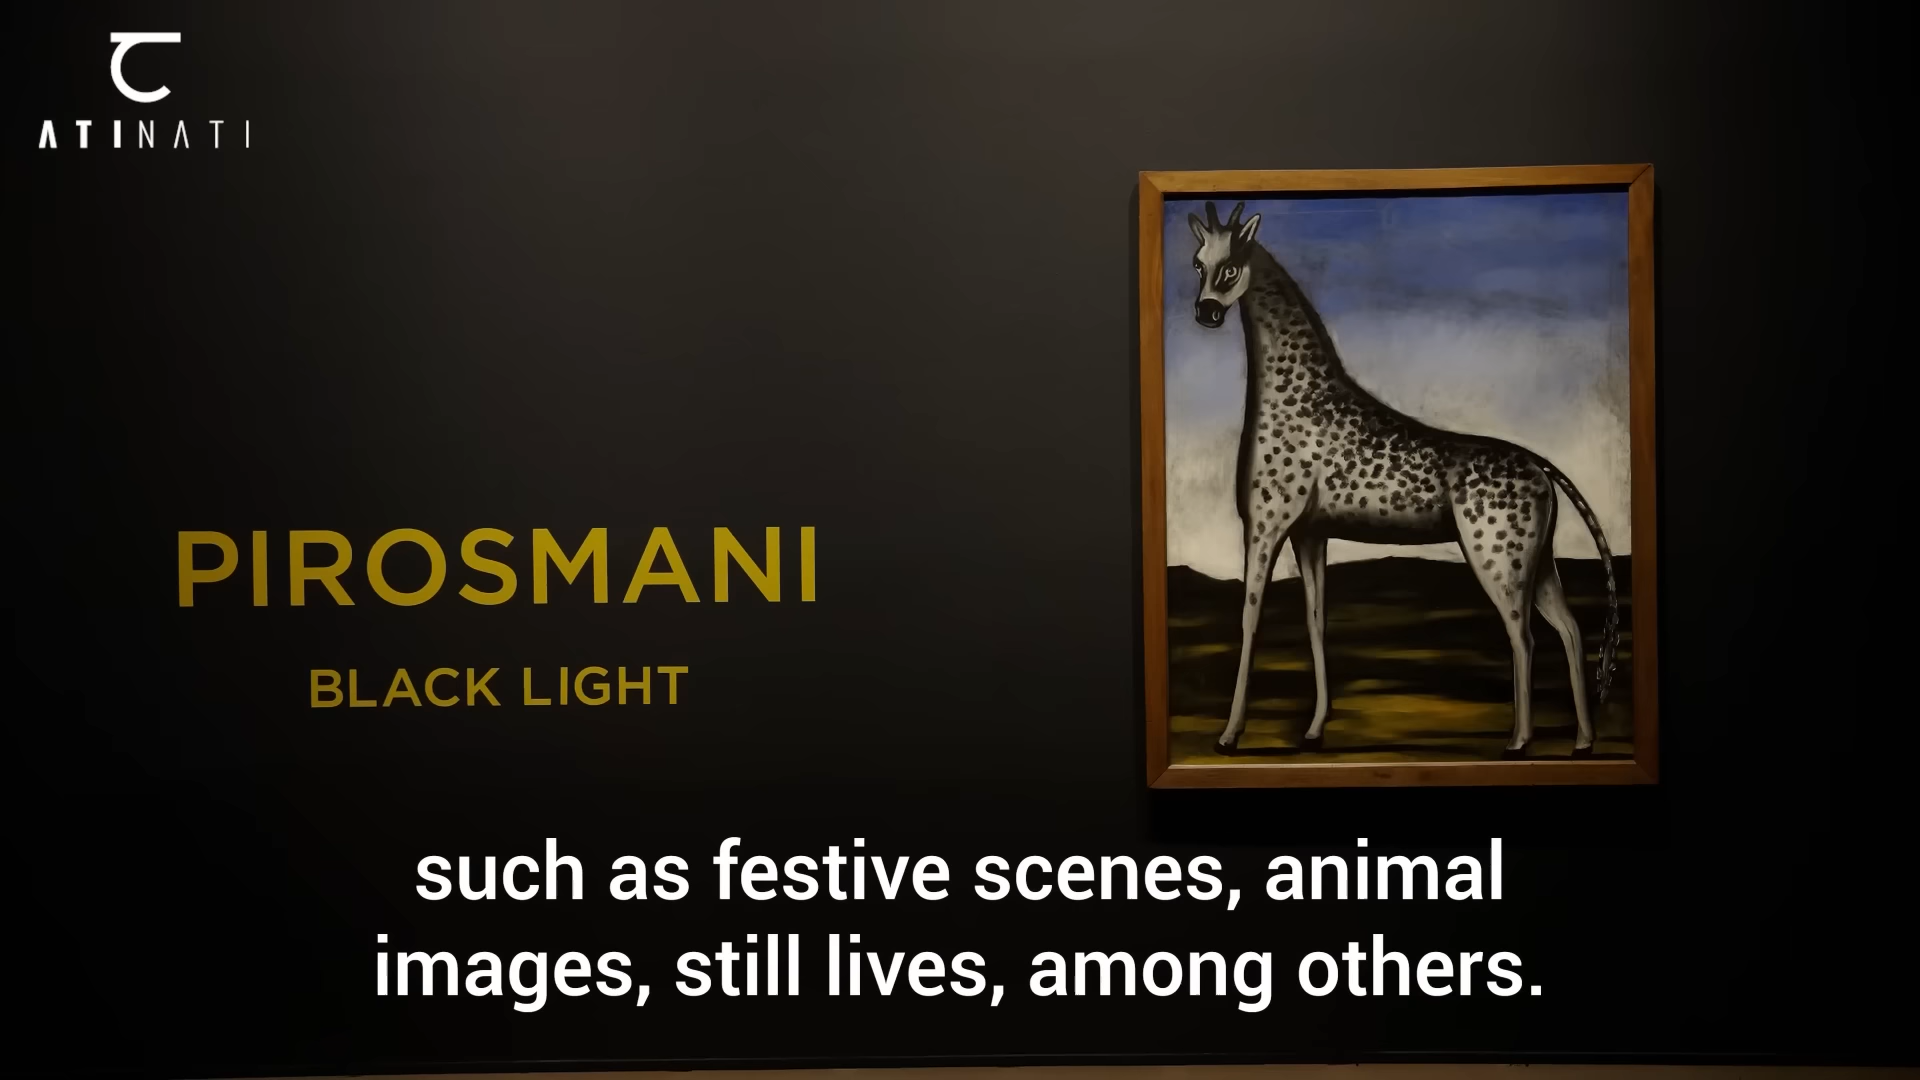 ATINATI
PIROSMANI
BLACK LIGHT
such as festive scenes, animal
images, still lives, among others.